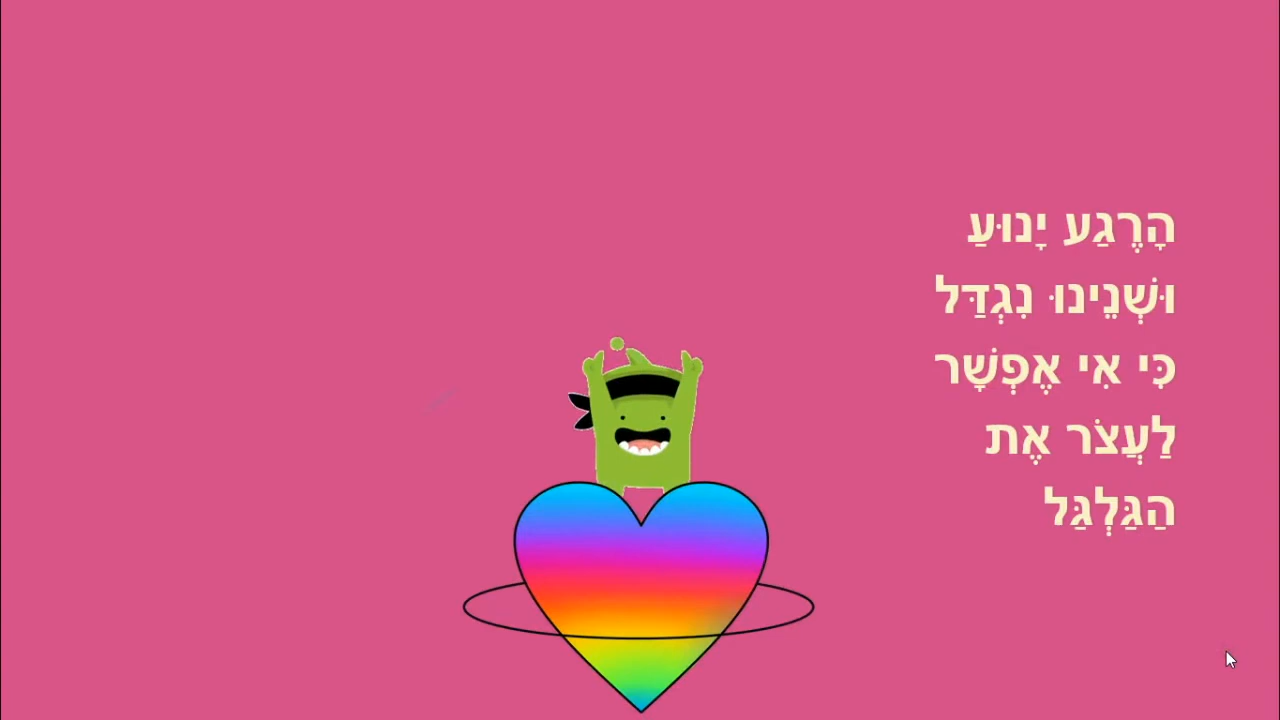 הָרֶגַע יָנוּעַ
וּשְׁנֵינוּ נִגְדַּל
כִּי אִי אֶפְשָׁר
לַעֲצֹר אֶת
הַגַּלְגַּל